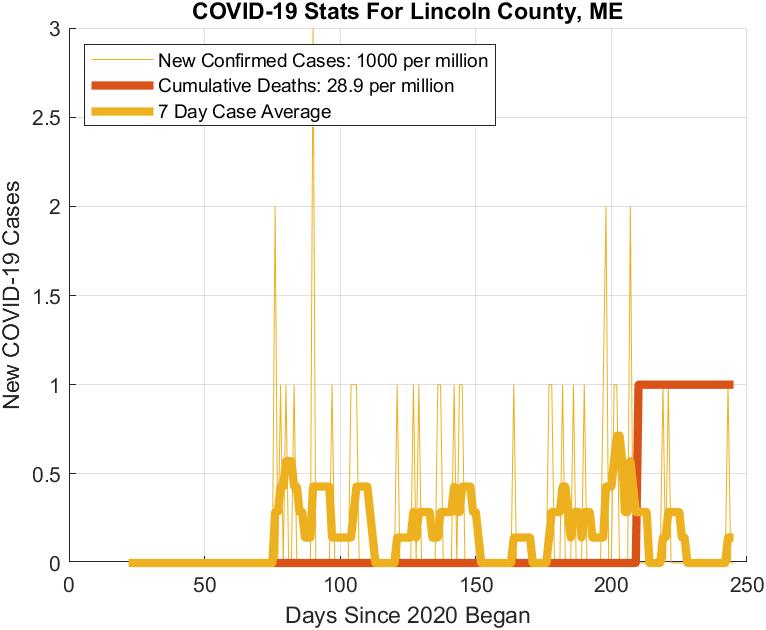 COVID-19 Stats For Lincoln County, ME
3
2.5
2
1.5
1
0.5
0
New COVID-19 Cases
New Confirmed Cases: 1000 per million
Cumulative Deaths: 28.9 per million
7 Day Case Average
0 50 100 150 200 250
Days Since 2020 Began